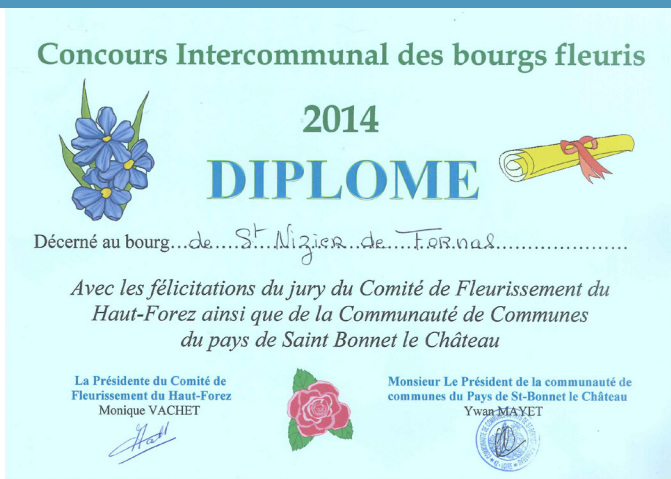 Concours Intercommunal des bourgs fleuris
2014
DIPLOME
Décerné au bourg...de....St..Nizier..de...Fornas......................
Avec les félicitations du jury du Comité de Fleurissement du
Haut-Forez ainsi que de la Communauté de Communes
du pays de Saint Bonnet le Château
La Présidente du Comité de
Fleurissement du Haut-Forez
Monique VACHET
Monsieur Le Président de la communauté de
communes du Pays de St-Bonnet le Château
Ywan MAYET